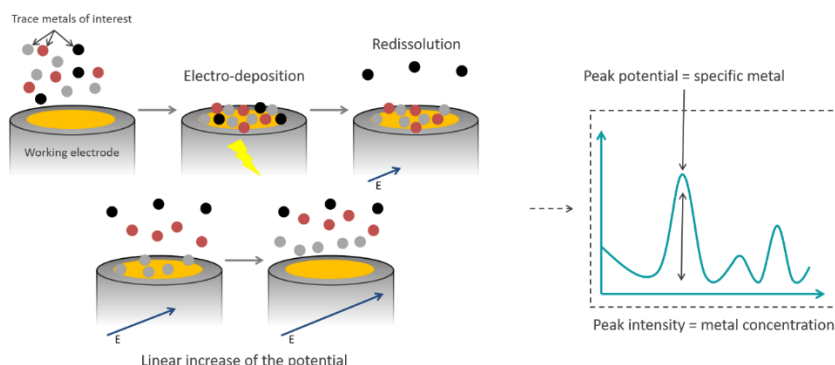 Trace metals of interest
Redissolution
Electro-deposition
Peak potential = specific metal
Working electrode
E
E
E
Linear increase of the potential
Peak intensity = metal concentration